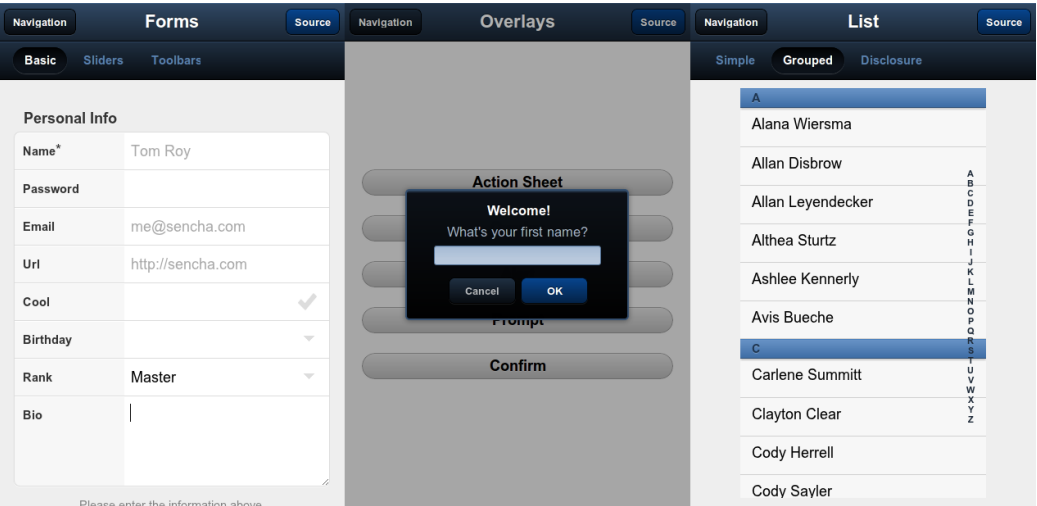 Navigation
Forms
Source
Basic
Sliders
Toolbars
Personal Info
Name*
Tom Roy
Password
Email
me@sencha.com
Url
http://sencha.com
Cool
Birthday
Rank
Master
Bio
Please enter the information above
Navigation
Overlays
Source
Action Sheet
Welcome!
What's your first name?
Cancel
OK
Prompt
Confirm
Navigation
List
Source
Simple
Grouped
Disclosure
A
Alana Wiersma
Allan Disbrow
Allan Leyendecker
Althea Sturtz
Ashlee Kennerly
Avis Bueche
C
Carlene Summitt
Clayton Clear
Cody Herrell
Cody Sayler
A
B
C
D
E
F
G
H
I
J
K
L
M
N
O
P
Q
R
S
T
U
V
W
X
Y
Z